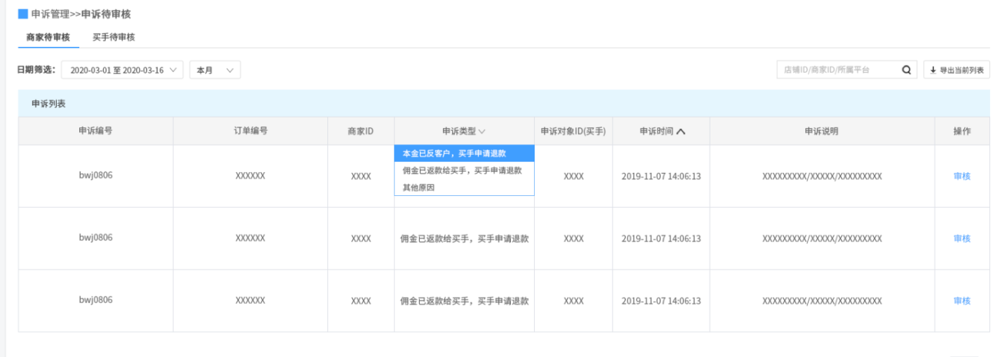 申诉管理>>申诉待审核
商家待审核 买手待审核
日期筛选： 2020-03-01 至 2020-03-16 本月 店铺ID/商家ID/所属平台 导出当前列表
申诉列表
申诉编号 订单编号 商家ID 申诉类型 申诉对象ID(买手) 申诉时间 申诉说明 操作
本金已反客户，买手申请退款
佣金已返款给买手，买手申请退款
其他原因
bwj0806 XXXXXX XXXX XXXX 2019-11-07 14:06:13 XXXXXXXXX/XXXXX/XXXXXXXXX 审核
bwj0806 XXXXXX XXXX 佣金已返款给买手，买手申请退款 XXXX 2019-11-07 14:06:13 XXXXXXXXX/XXXXX/XXXXXXXXX 审核
bwj0806 XXXXXX XXXX 佣金已返款给买手，买手申请退款 XXXX 2019-11-07 14:06:13 XXXXXXXXX/XXXXX/XXXXXXXXX 审核